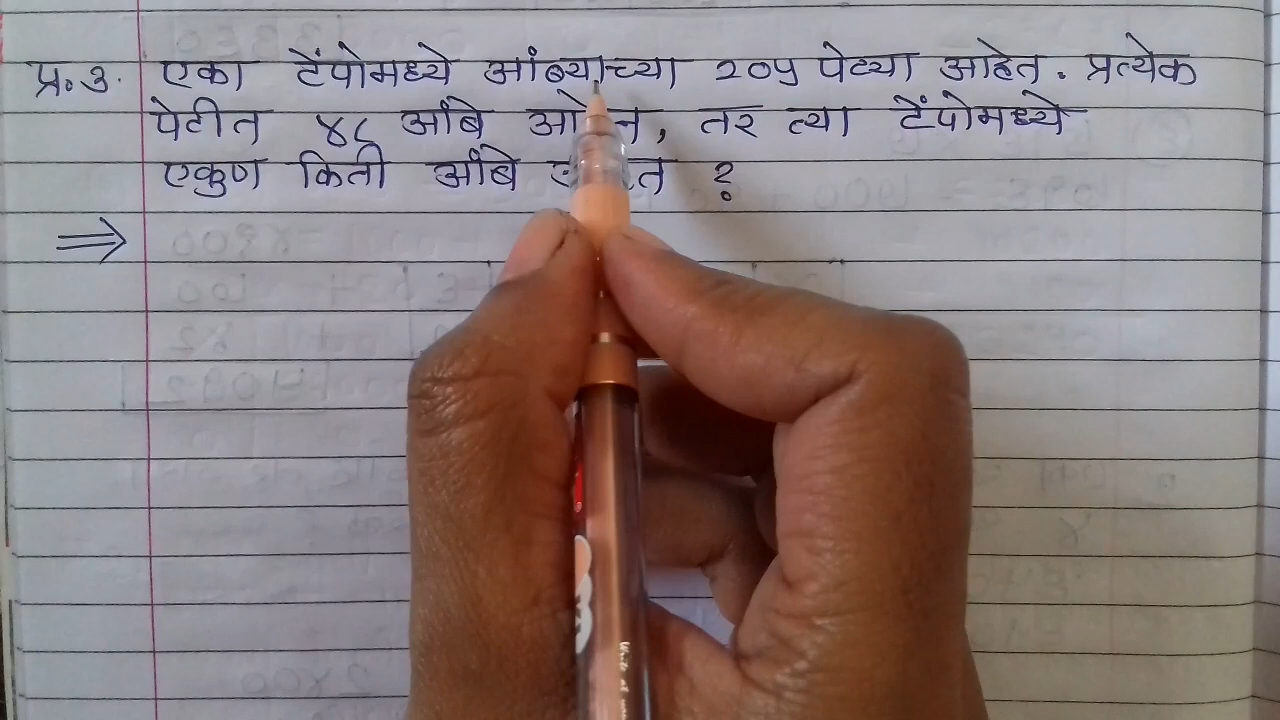 प्र.३. एका टेंपोमध्ये आंब्याच्या २०५ पेट्या आहेत. प्रत्येक
पेटीत ४८ आंबे , तर त्या टेंपोमध्ये
एकुण किती आंबे ?
⇒